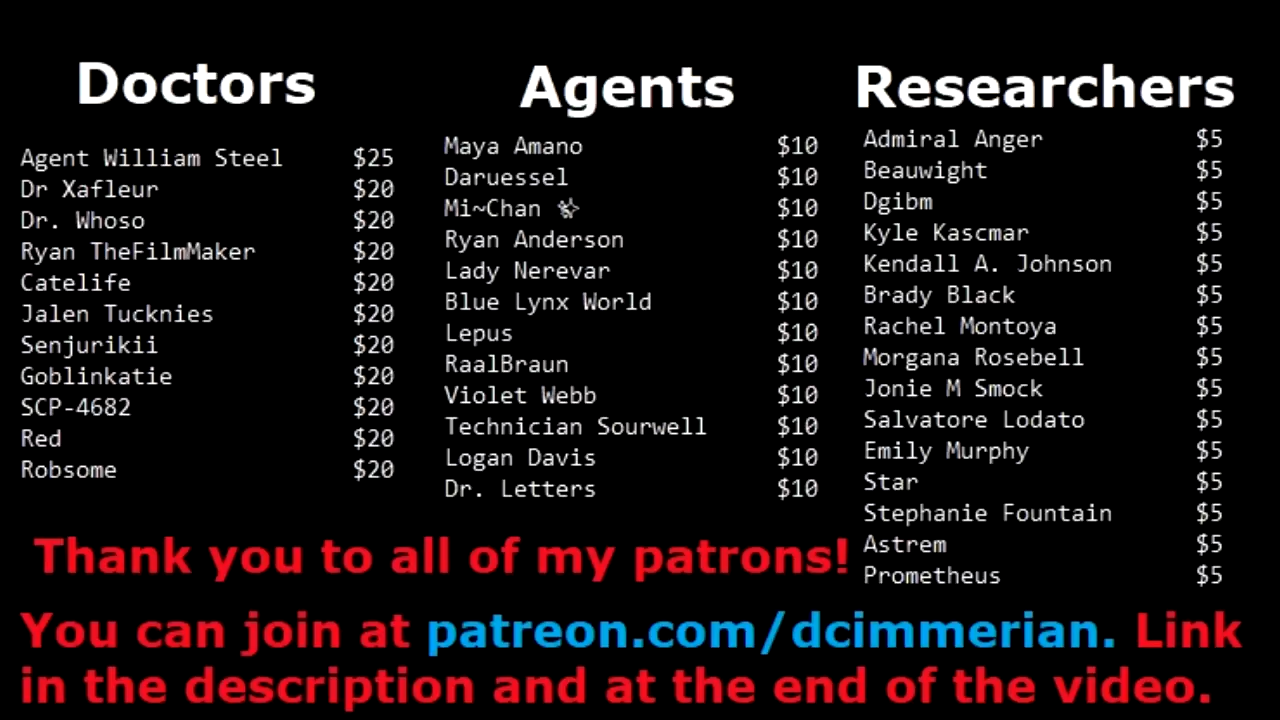 Doctors
Agent William Steel $25
Dr Xafleur $20
Dr. Whoso $20
Ryan TheFilmMaker $20
Catelife $20
Jalen Tucknies $20
Senjurikii $20
Goblinkatie $20
SCP-4682 $20
Red $20
Robsome $20
Agents
Maya Amano $10
Daruessel $10
Mi~Chan ✨ $10
Ryan Anderson $10
Lady Nerevar $10
Blue Lynx World $10
Lepus $10
RaalBraun $10
Violet Webb $10
Technician Sourwell $10
Logan Davis $10
Dr. Letters $10
Researchers
Admiral Anger $5
Beauwight $5
Dgibm $5
Kyle Kascmar $5
Kendall A. Johnson $5
Brady Black $5
Rachel Montoya $5
Morgana Rosebell $5
Jonie M Smock $5
Salvatore Lodato $5
Emily Murphy $5
Star $5
Stephanie Fountain $5
Astrem $5
Prometheus $5
Thank you to all of my patrons!
You can join at patreon.com/dcimmerian. Link
in the description and at the end of the video.